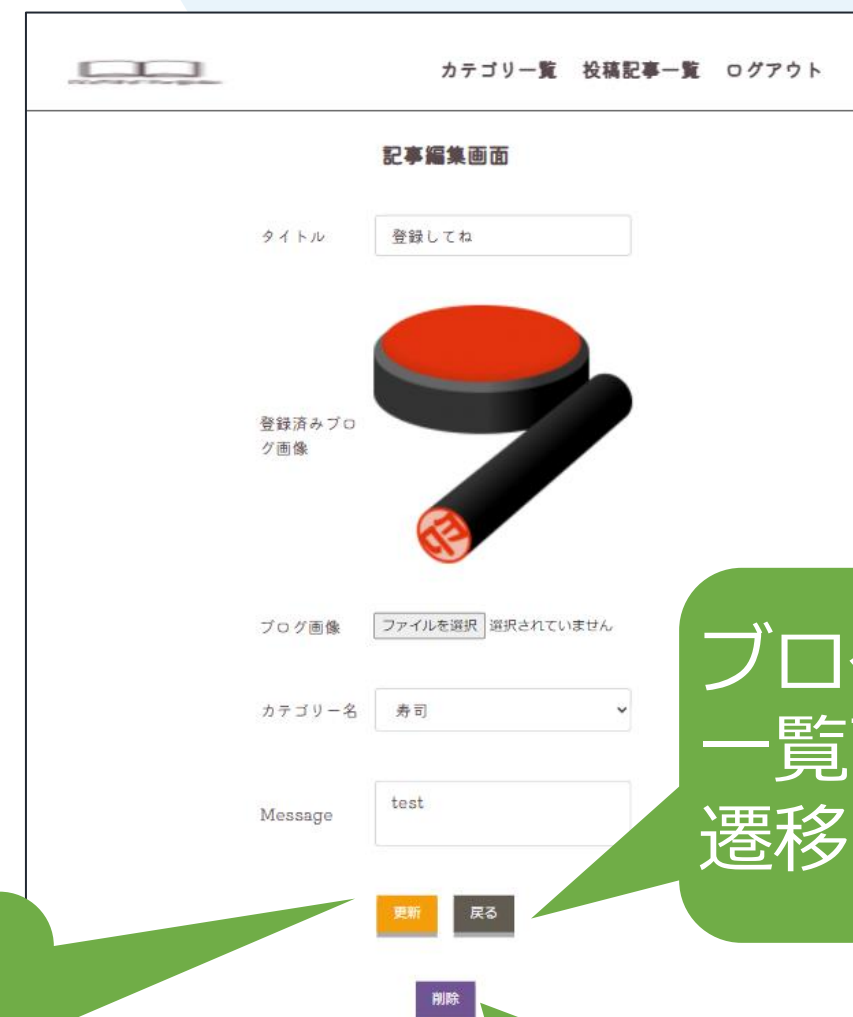 カテゴリー覧 投稿記事一覧 ログアウト
記事編集画面
タイトル 登録してね
登録済みブロ
グ画像
印
ブログ画像 ファイルを選択 選択されていません
カテゴリー名 寿司
Message test
更新 戻る
削除
ブロ
一覧
遷移